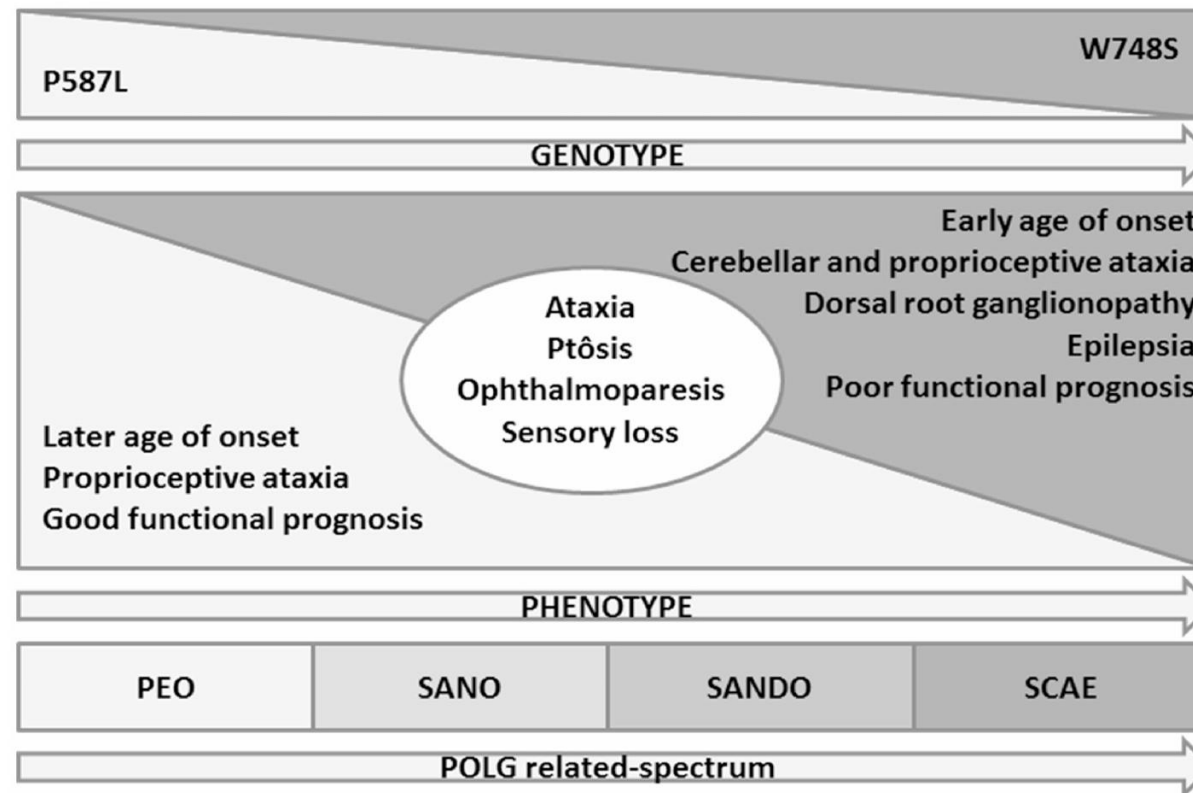 W748S
P587L
GENOTYPE
Early age of onset
Cerebellar and proprioceptive ataxia
Dorsal root ganglionopathy
Epilepsia
Poor functional prognosis
Ataxia
Ptôsis
Ophthalmoparesis
Sensory loss
Later age of onset
Proprioceptive ataxia
Good functional prognosis
PHENOTYPE
PEO SANO SANDO SCAE
POLG related-spectrum